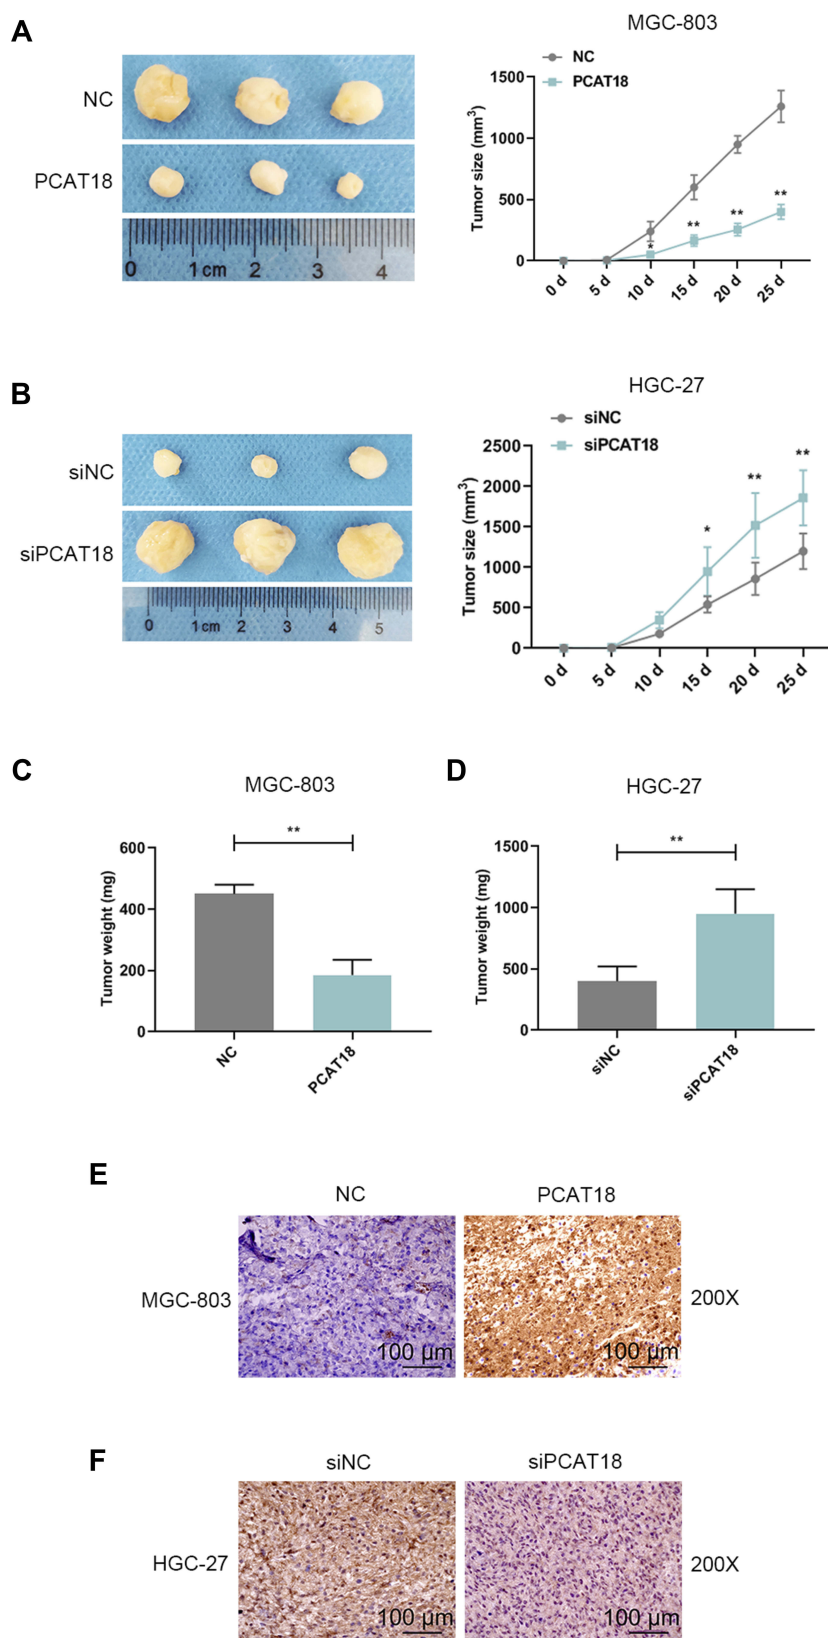 A
MGC-803
NC
PCAT18
NC
PCAT18
0 1cm 2 3 4
Tumor size (mm³)
1500
1000
500
0
*
**
**
**
0 d
5 d
10 d
15 d
20 d
25 d
B
HGC-27
siNC
siPCAT18
siNC
siPCAT18
0 1cm 2 3 4 5
Tumor size (mm³)
2500
2000
1500
1000
500
0
*
**
**
0 d
5 d
10 d
15 d
20 d
25 d
C
MGC-803
Tumor weight (mg)
600
400
200
0
**
NC
PCAT18
D
HGC-27
Tumor weight (mg)
1500
1000
500
0
**
siNC
siPCAT18
E
NC
PCAT18
MGC-803
100 μm
100 μm
200X
F
siNC
siPCAT18
HGC-27
100 μm
100 μm
200X